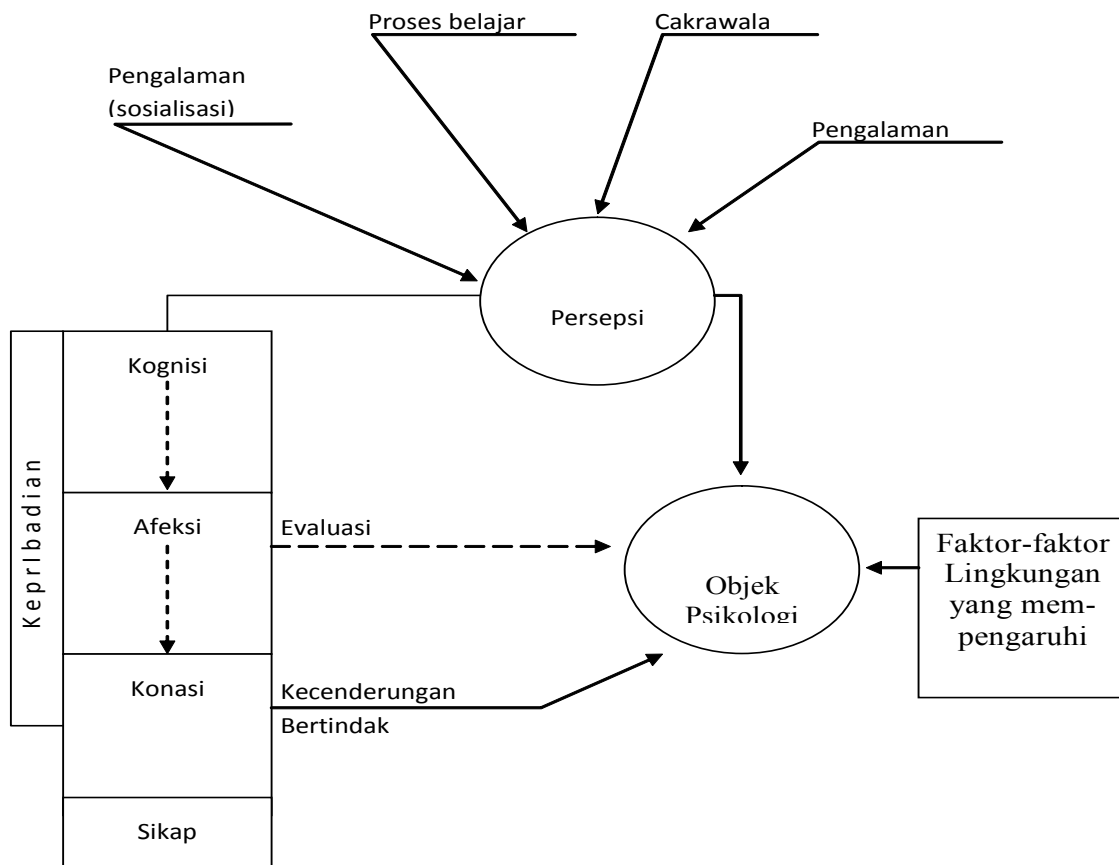 Proses belajar
Cakrawala
Pengalaman
(sosialisasi)
Pengalaman
Persepsi
KeprIbadian
Kognisi
Afeksi
Evaluasi
Objek
Psikologi
Faktor-faktor
Lingkungan
yang mem-
pengaruhi
Konasi
Kecenderungan
Bertindak
Sikap